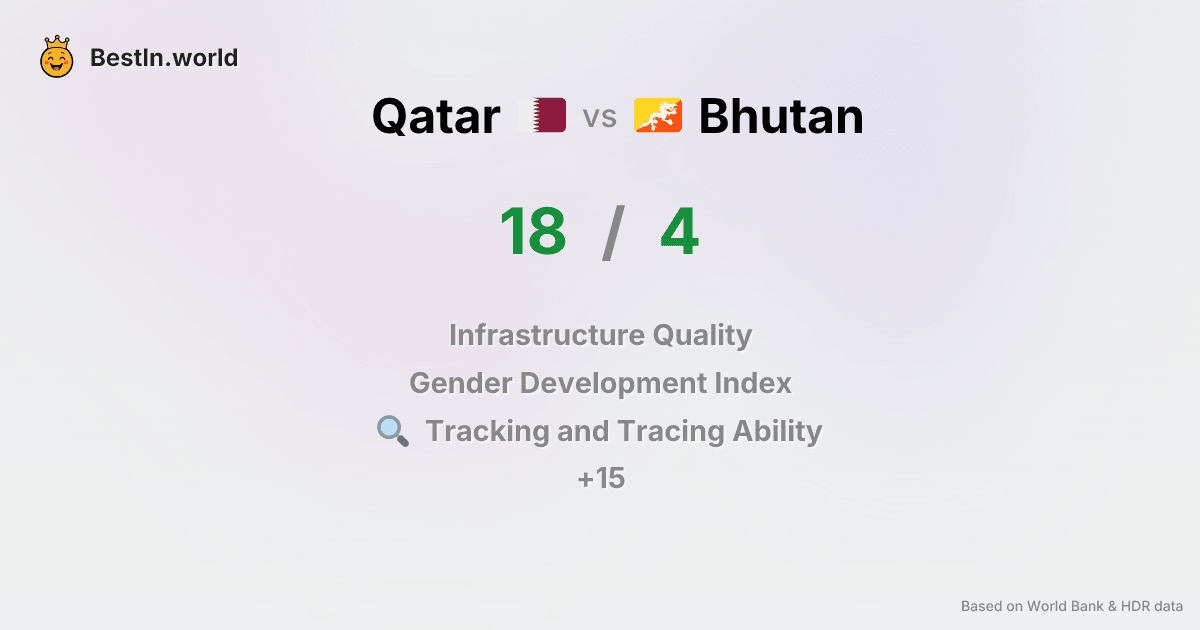 BestIn.world
Qatar vs Bhutan
18 / 4
Infrastructure Quality
Gender Development Index
Tracking and Tracing Ability
+15
Based on World Bank & HDR data